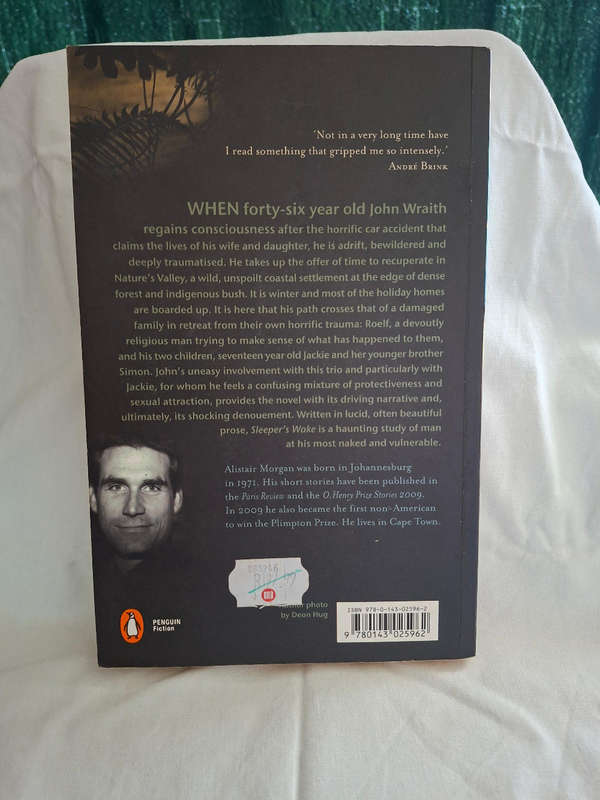 'Not in a very long time have
I read something that gripped me so intensely.'
ANDRÉ BRINK
WHEN forty-six year old John Wraith
regains consciousness after the horrific car accident that
claims the lives of his wife and daughter, he is adrift, bewildered and
deeply traumatised. He takes up the offer of time to recuperate in
Nature's Valley, a wild, unspoilt coastal settlement at the edge of dense
forest and indigenous bush. It is winter and most of the holiday homes
are boarded up. It is here that his path crosses that of a damaged
family in retreat from their own horrific trauma: Roelf, a devoutly
religious man trying to make sense of what has happened to them,
and his two children, seventeen year old Jackie and her younger brother
Simon. John's uneasy involvement with this trio and particularly with
Jackie, for whom he feels a confusing mixture of protectiveness and
sexual attraction, provides the novel with its driving narrative and,
ultimately, its shocking denouement. Written in lucid, often beautiful
prose, Sleeper's Wake is a haunting study of man
at his most naked and vulnerable.
Alistair Morgan was born in Johannesburg
in 1971. His short stories have been published in
the Paris Review and the O. Henry Prize Stories 2009.
In 2009 he also became the first non-American
to win the Plimpton Prize. He lives in Cape Town.
photo
by Dean Hug
PENGUIN
Fiction
ISBN 978-0-143-02596-2
9 780143 025962